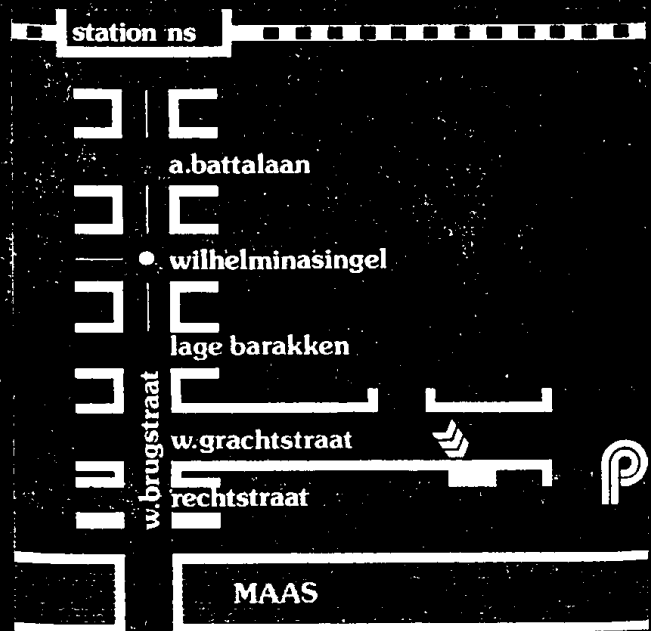 station ns
a.battalaan
wilhelminasingel
lage barakken
w.brugstraat
w.grachtstraat
rechtstraat
P
MAAS